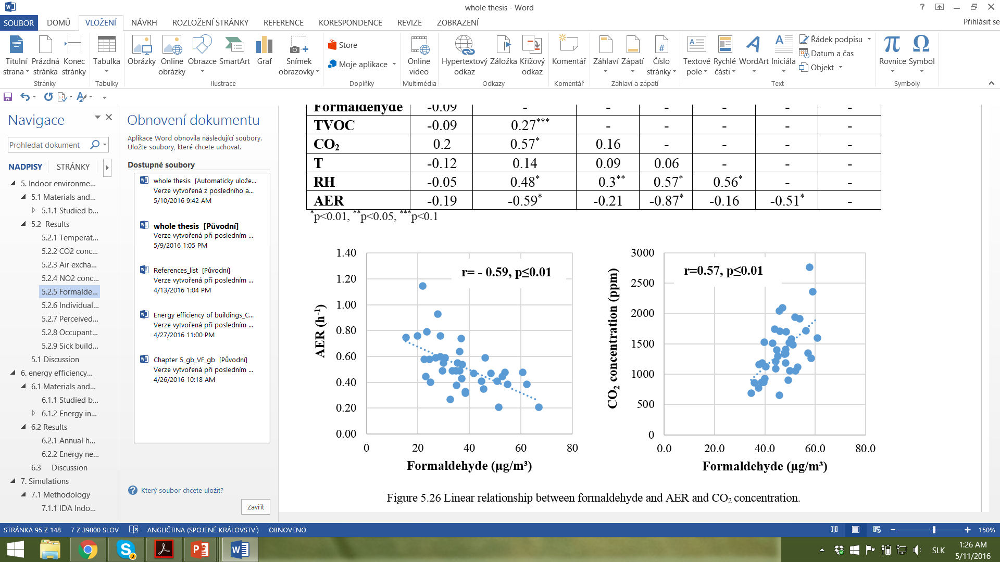 whole thesis - Word
?
SOUBOR DOMŮ VLOŽENÍ NÁVRH ROZLOŽENÍ STRÁNKY REFERENCE KORESPONDENCE REVIZE ZOBRAZENÍ Přihlásit se
Titulní strana
Prázdná stránka
Konec stránky
Stránky
Tabulka
Tabulky
Obrázky
Online obrázky
Obrazce
SmartArt
Graf
Snímek obrazovky
Ilustrace
Store
Moje aplikace
Doplňky
Online video
Multimédia
Hypertextový odkaz
Záložka
Křížový odkaz
Odkazy
Komentář
Komentář
Záhlaví
Zápatí
Číslo stránky
Záhlaví a zápatí
Textové pole
Rychlé části
WordArt
Iniciála
Řádek podpisu
Datum a čas
Objekt
Text
π Rovnice
Ω Symbol
Symboly
Navigace
Prohledat dokument
NADPISY STRÁNKY
5. Indoor environme...
5.1 Materials and...
5.1.1 Studied b...
5.2 Results
5.2.1 Temperat...
5.2.2 CO2 conc...
5.2.3 Air excha...
5.2.4 NO2 conc...
5.2.5 Formalde...
5.2.6 Individual...
5.2.7 Perceived...
5.2.8 Occupant...
5.2.9 Sick build...
5.1 Discussion
6. energy efficiency...
6.1 Materials and...
6.1.1 Studied b...
6.1.2 Energy in...
6.2 Results
6.2.1 Annual h...
6.2.2 Energy ne...
6.3 Discussion
7. Simulations
7.1 Methodology
7.1.1 IDA Indo...
Obnovení dokumentu
Aplikace Word obnovila následující soubory.
Uložte soubory, které chcete uchovat.
Dostupné soubory
whole thesis [Automaticky ulože...
Verze vytvořená z posledního a...
5/10/2016 9:42 AM
whole thesis [Původní]
Verze vytvořená při posledním ...
5/9/2016 1:05 PM
References_list [Původní]
Verze vytvořená při posledním ...
4/13/2016 1:04 PM
Energy efficiency of buildings_C...
Verze vytvořená při posledním ...
4/27/2016 11:00 PM
Chapter 5_gb_VF_gb [Původní]
Verze vytvořená při posledním ...
4/26/2016 10:18 AM
? Který soubor chcete uložit?
Zavřít
Formaldehyde -0.09 - - - - - -
TVOC -0.09 0.27*** - - - - -
CO₂ 0.2 0.57* 0.16 - - - -
T -0.12 0.14 0.09 0.06 - - -
RH -0.05 0.48* 0.3** 0.57* 0.56* - -
AER -0.19 -0.59* -0.21 -0.87* -0.16 -0.51* -
*p<0.01, **p<0.05, ***p<0.1
AER (h⁻¹)
1.40
1.20
1.00
0.80
0.60
0.40
0.20
0.00
r= - 0.59, p≤0.01
0 20 40 60 80
Formaldehyde (µg/m³)
CO₂ concentration (ppm)
3000
2500
2000
1500
1000
500
0
r=0.57, p≤0.01
0.0 20.0 40.0 60.0 80.0
Formaldehyde (µg/m³)
Figure 5.26 Linear relationship between formaldehyde and AER and CO₂ concentration.
STRÁNKA 95 Z 148 7 Z 39800 SLOV ANGLIČTINA (SPOJENÉ KRÁLOVSTVÍ) OBNOVENO 150%
3
SLK
1:26 AM
5/11/2016